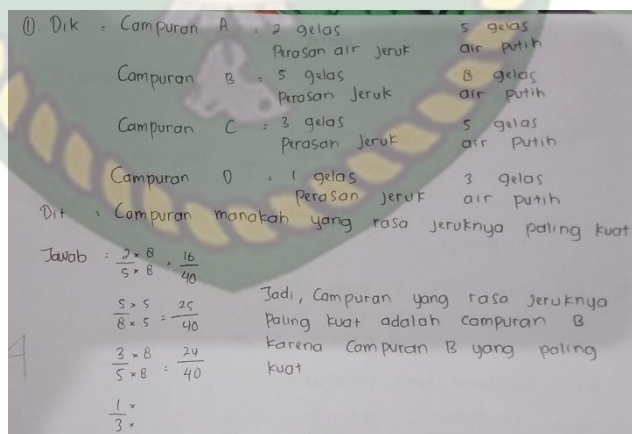 ①. Dik : Campuran A : 2 gelas 5 gelas
Perasan air jeruk air putih
Campuran B : 5 gelas 8 gelas
Perasan Jeruk air putih
Campuran C : 3 gelas 5 gelas
Perasan Jeruk air putih
Campuran D : 1 gelas 3 gelas
Perasan jeruk air putih
Dit : Campuran manakah yang rasa jeruknya paling kuat
Jawab : 2 × 8 / 5 × 8 = 16 / 40
5 × 5 / 8 × 5 = 25 / 40
3 × 8 / 5 × 8 = 24 / 40
1 × / 3 ×
Jadi, Campuran yang rasa Jeruknya
Paling kuat adalah campuran B
karena Campuran B yang paling
kuat
4